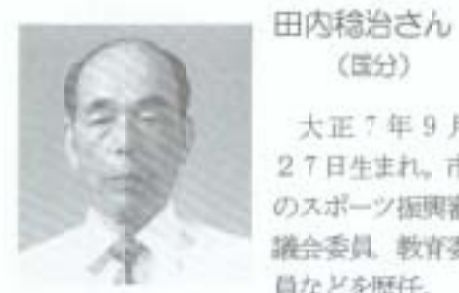 田内稔治さん
(国分)
大正7年9月
27日生まれ。市
のスポーツ振興審
議会委員、教育委
員などを歴任。